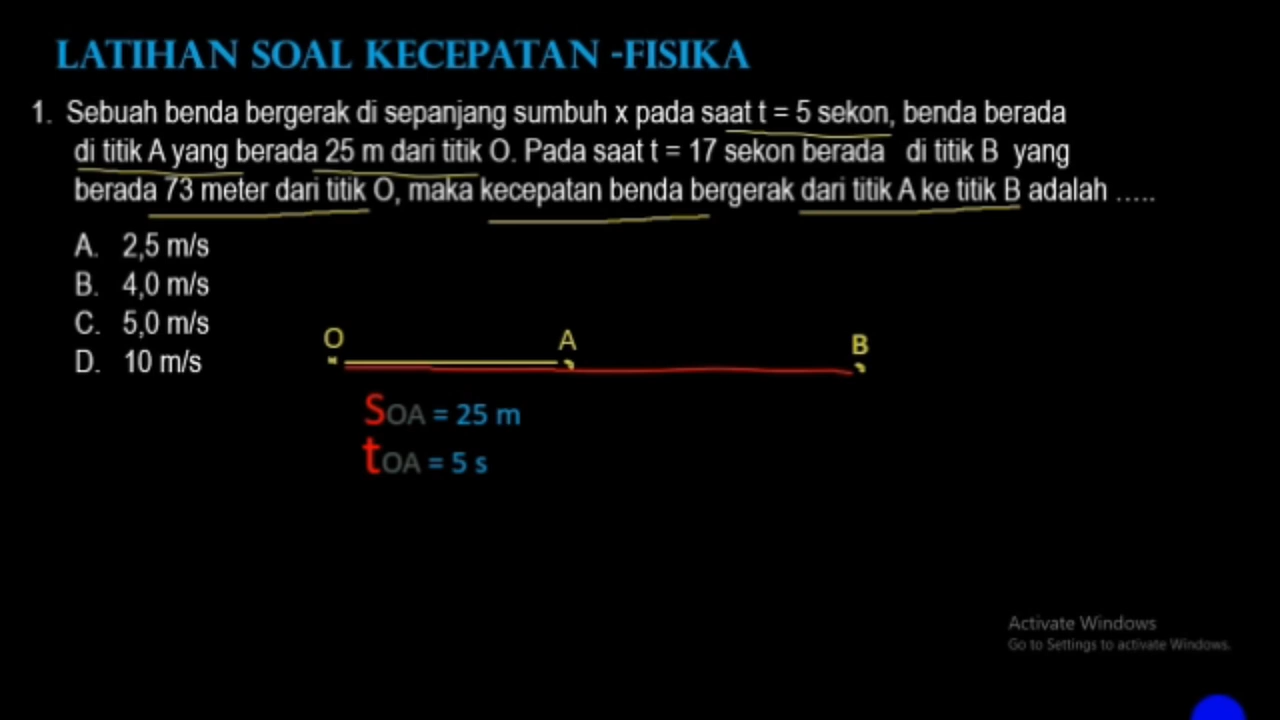 LATIHAN SOAL KECEPATAN -FISIKA
1. Sebuah benda bergerak di sepanjang sumbuh x pada saat t = 5 sekon, benda berada
di titik A yang berada 25 m dari titik O. Pada saat t = 17 sekon berada di titik B yang
berada 73 meter dari titik O, maka kecepatan benda bergerak dari titik A ke titik B adalah .....
A. 2,5 m/s
B. 4,0 m/s
C. 5,0 m/s
D. 10 m/s
O A B
SOA = 25 m
tOA = 5 s
Activate Windows
Go to Settings to activate Windows.